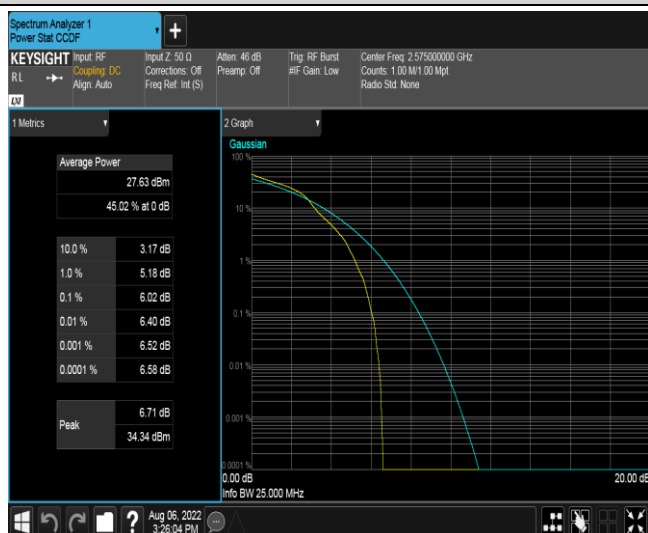 Spectrum Analyzer 1
Power Stat CCDF
+
KEYSIGHT
RL
LXI
Input: RF
Coupling: DC
Align: Auto
Input Z: 50 Ω
Corrections: Off
Freq Ref: Int (S)
Atten: 46 dB
Preamp: Off
Trig: RF Burst
#IF Gain: Low
Center Freq: 2.575000000 GHz
Counts: 1.00 M/1.00 Mpt
Radio Std: None
1 Metrics
Average Power
27.63 dBm
45.02 % at 0 dB
10.0 % 3.17 dB
1.0 % 5.18 dB
0.1 % 6.02 dB
0.01 % 6.40 dB
0.001 % 6.52 dB
0.0001 % 6.58 dB
Peak
6.71 dB
34.34 dBm
2 Graph
Gaussian
100 %
10 %
1 %
0.1 %
0.01 %
0.001 %
0.0001 %
0.00 dB
20.00 dB
Info BW 25.000 MHz
?
Aug 06, 2022
3:26:04 PM